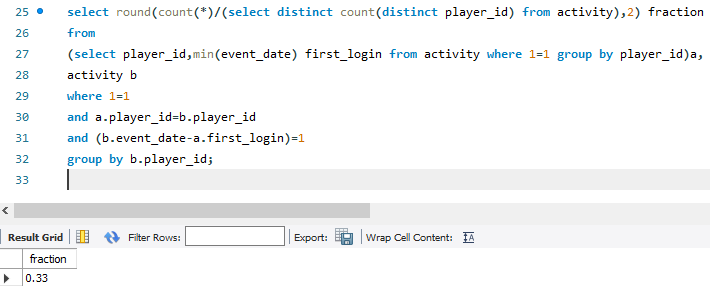 25 select round(count(*)/(select distinct count(distinct player_id) from activity),2) fraction
26 from
27 (select player_id,min(event_date) first_login from activity where 1=1 group by player_id)a,
28 activity b
29 where 1=1
30 and a.player_id=b.player_id
31 and (b.event_date-a.first_login)=1
32 group by b.player_id;
33
Result Grid Filter Rows: Export: Wrap Cell Content:
fraction
0.33